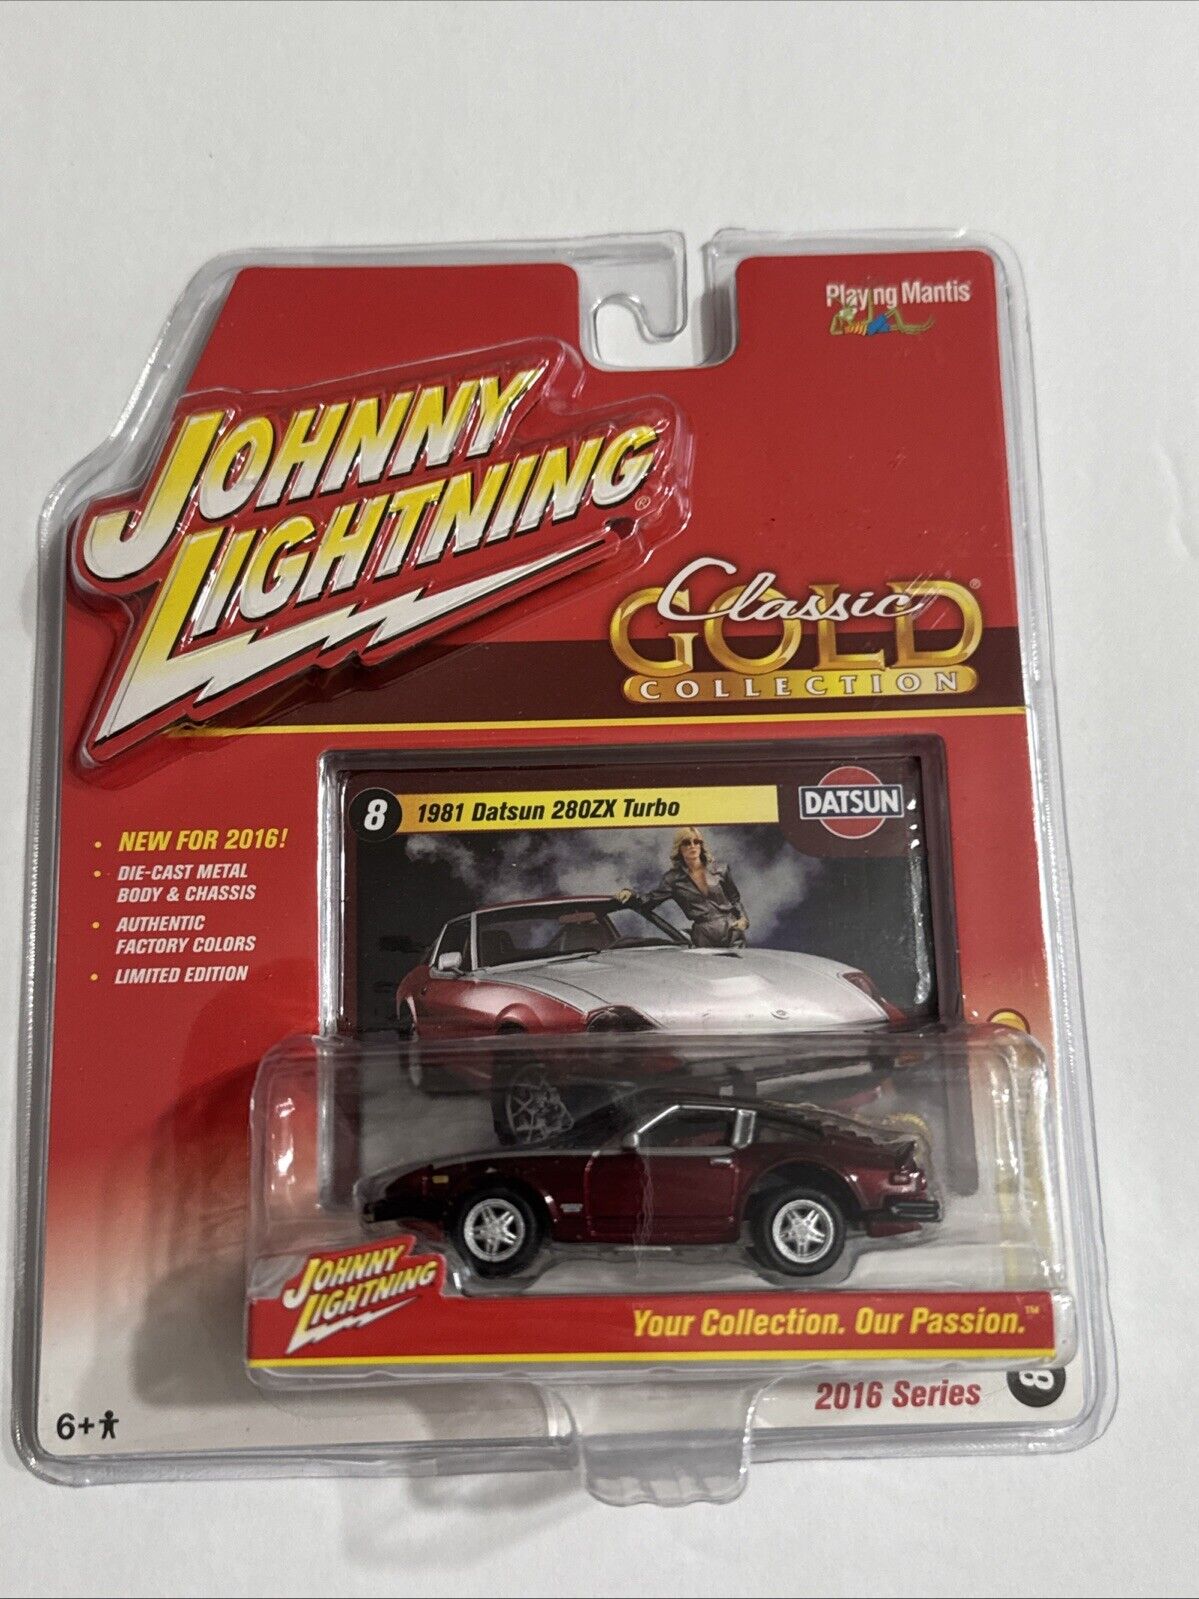 Playing Mantis
JOHNNY
LIGHTNING®
Classic
GOLD®
COLLECTION
8 1981 Datsun 280ZX Turbo
DATSUN
• NEW FOR 2016!
• DIE-CAST METAL
BODY & CHASSIS
• AUTHENTIC
FACTORY COLORS
• LIMITED EDITION
JOHNNY
LIGHTNING
Your Collection. Our Passion.™
2016 Series 8
6+